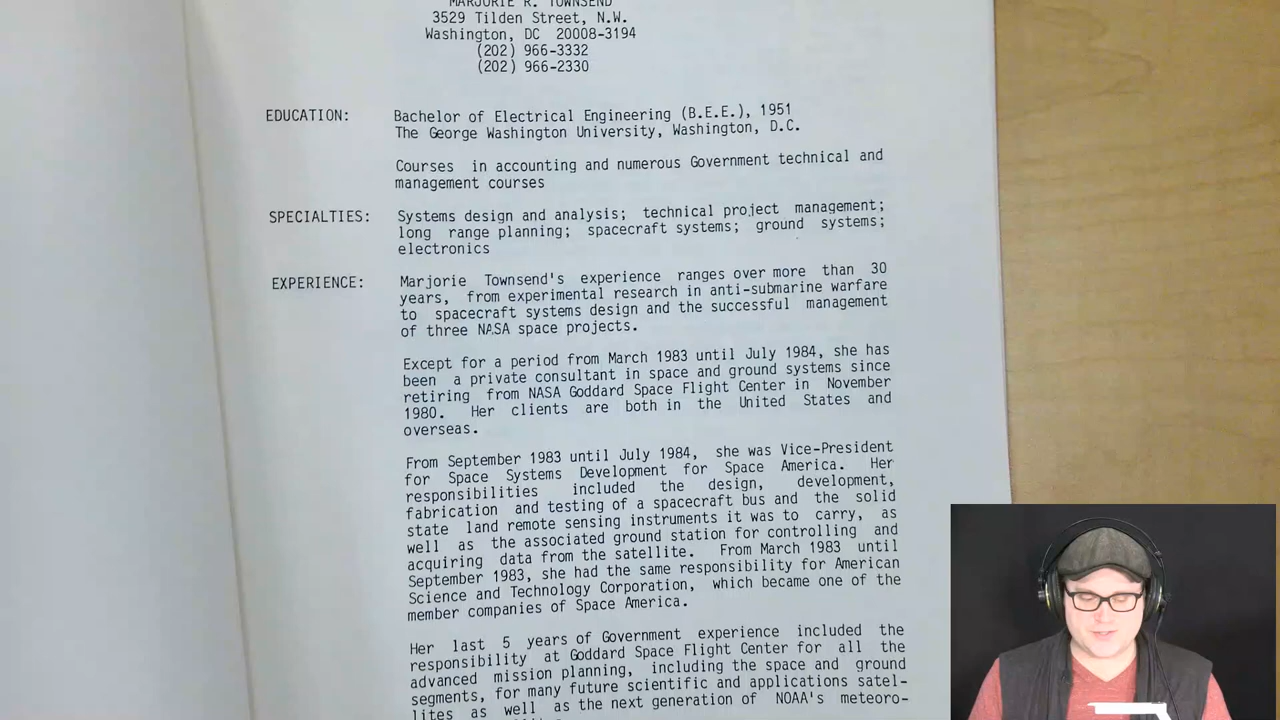 MARJORIE R. TOWNSEND
3529 Tilden Street, N.W.
Washington, DC 20008-3194
(202) 966-3332
(202) 966-2330
EDUCATION: Bachelor of Electrical Engineering (B.E.E.), 1951
The George Washington University, Washington, D.C.
Courses in accounting and numerous Government technical and
management courses
SPECIALTIES: Systems design and analysis; technical project management;
long range planning; spacecraft systems; ground systems;
electronics
EXPERIENCE: Marjorie Townsend's experience ranges over more than 30
years, from experimental research in anti-submarine warfare
to spacecraft systems design and the successful management
of three NASA space projects.
Except for a period from March 1983 until July 1984, she has
been a private consultant in space and ground systems since
retiring from NASA Goddard Space Flight Center in November
1980. Her clients are both in the United States and
overseas.
From September 1983 until July 1984, she was Vice-President
for Space Systems Development for Space America. Her
responsibilities included the design, development,
fabrication and testing of a spacecraft bus and the solid
state land remote sensing instruments it was to carry, as
well as the associated ground station for controlling and
acquiring data from the satellite. From March 1983 until
September 1983, she had the same responsibility for American
Science and Technology Corporation, which became one of the
member companies of Space America.
Her last 5 years of Government experience included the
responsibility at Goddard Space Flight Center for all the
advanced mission planning, including the space and ground
segments, for many future scientific and applications satel-
lites as well as the next generation of NOAA's meteoro-